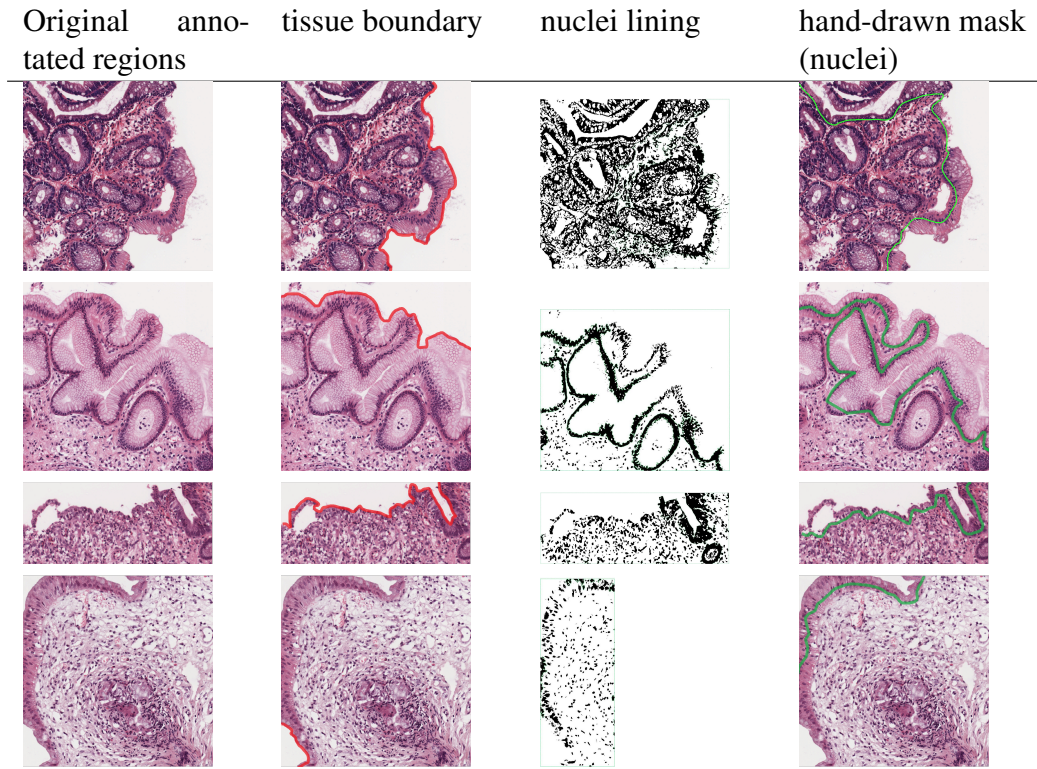 Original anno- tissue boundary nuclei lining hand-drawn mask
tated regions (nuclei)